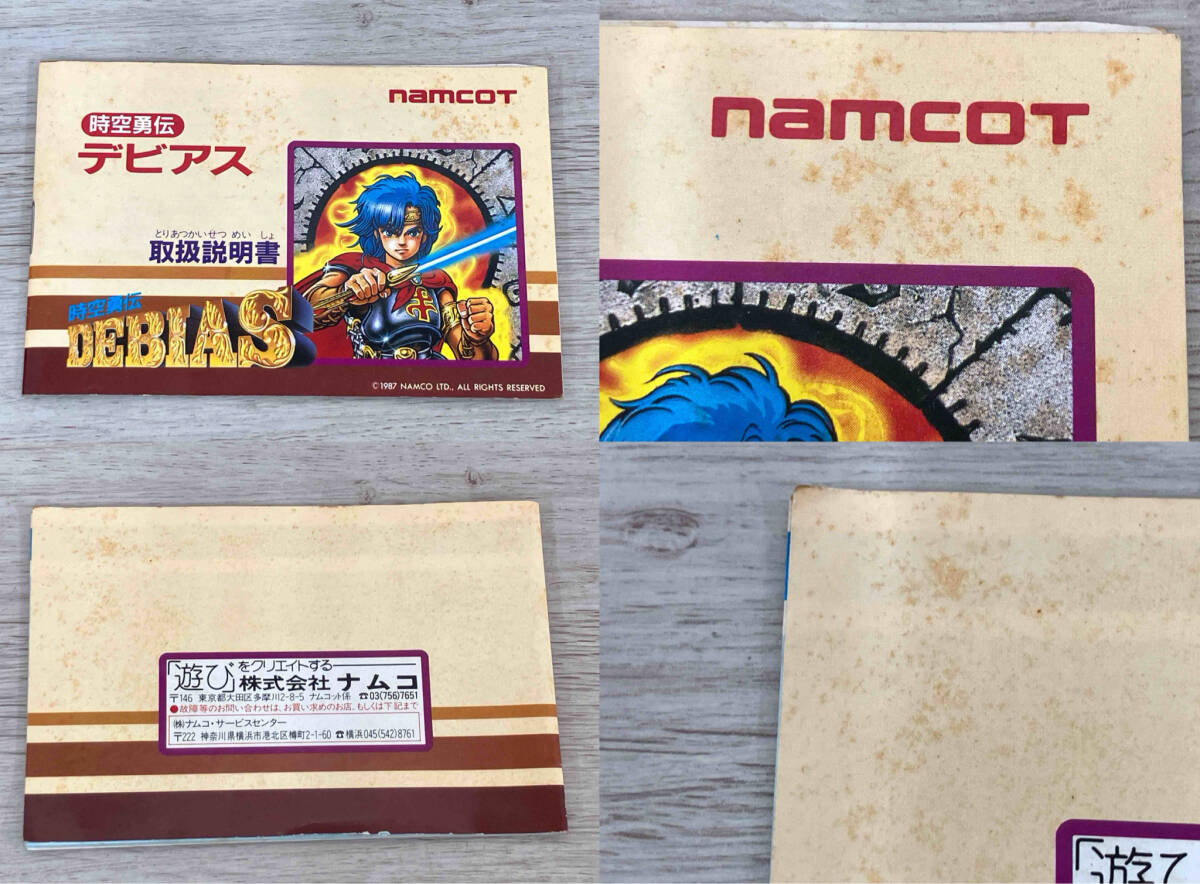 namcoT
時空勇伝
デビアス
とりあつかいせつ めい しょ
取扱説明書
時空勇伝
DEBIAS
©1987 NAMCO LTD., ALL RIGHTS RESERVED
namcoT
「遊び」をクリエイトする
株式会社 ナムコ
〒146 東京都大田区多摩川2-8-5 ナムコット係 ☎03(756)7651
●故障等のお問い合わせは、お買い求めのお店、もしくは下記まで
㈱ナムコ・サービスセンター
〒222 神奈川県横浜市港北区樽町2-1-60 ☎横浜045(542)8761
「遊び